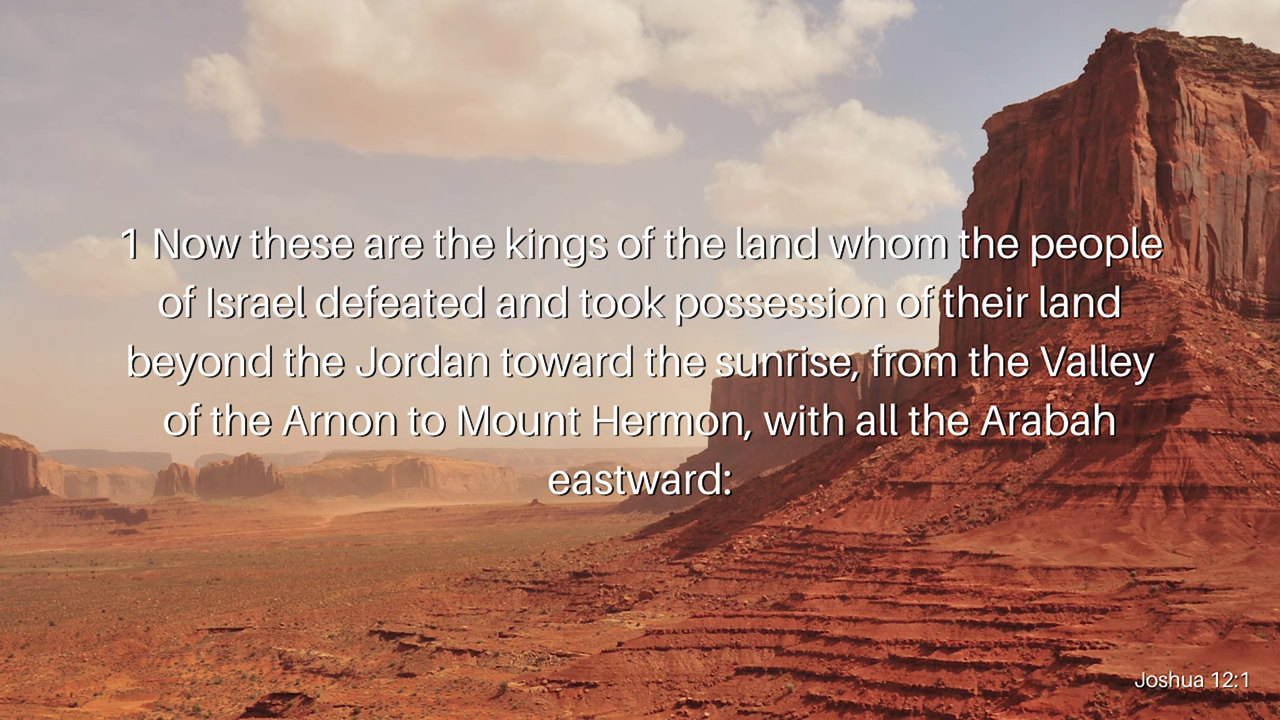 1 Now these are the kings of the land whom the people
of Israel defeated and took possession of their land
beyond the Jordan toward the sunrise, from the Valley
of the Arnon to Mount Hermon, with all the Arabah
eastward:
Joshua 12:1